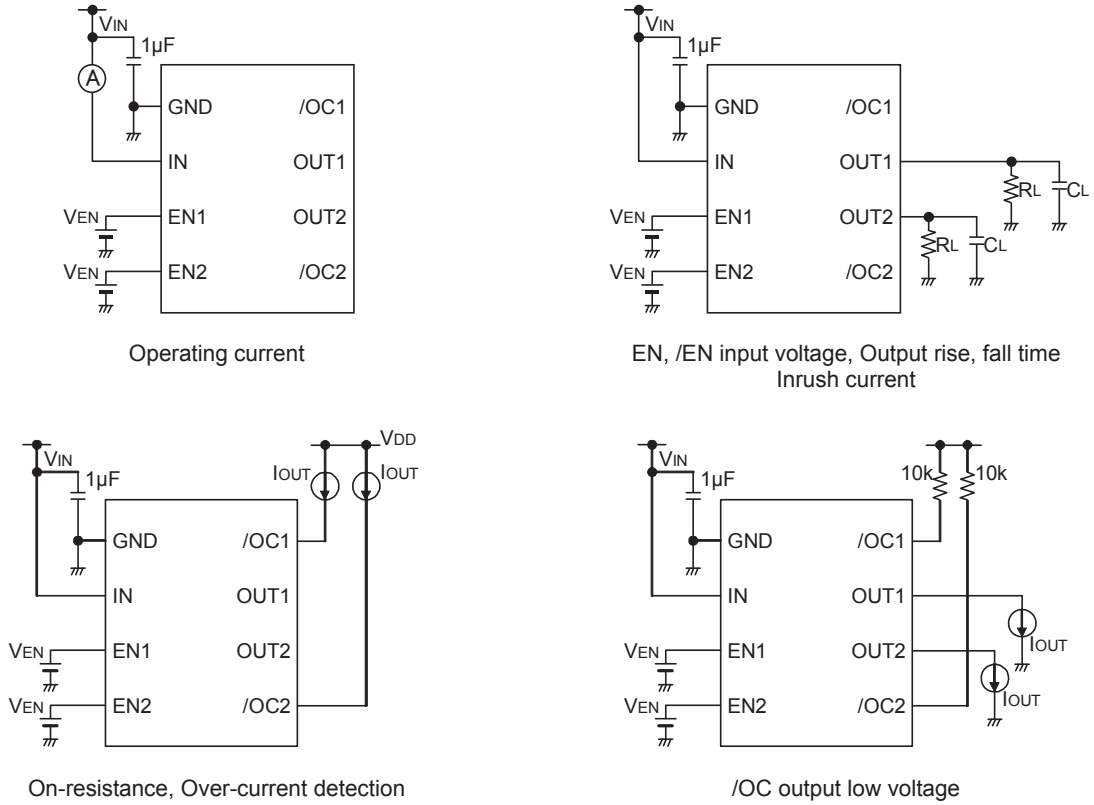 VIN
1µF
A
GND
/OC1
IN
OUT1
VEN
EN1
OUT2
VEN
EN2
/OC2
Operating current
VIN
1µF
GND
/OC1
IN
OUT1
RL
CL
VEN
EN1
OUT2
RL
CL
VEN
EN2
/OC2
EN, /EN input voltage, Output rise, fall time
Inrush current
VIN
1µF
VDD
IOUT
IOUT
GND
/OC1
IN
OUT1
VEN
EN1
OUT2
VEN
EN2
/OC2
On-resistance, Over-current detection
VIN
1µF
10k
10k
GND
/OC1
IN
OUT1
IOUT
VEN
EN1
OUT2
IOUT
VEN
EN2
/OC2
/OC output low voltage